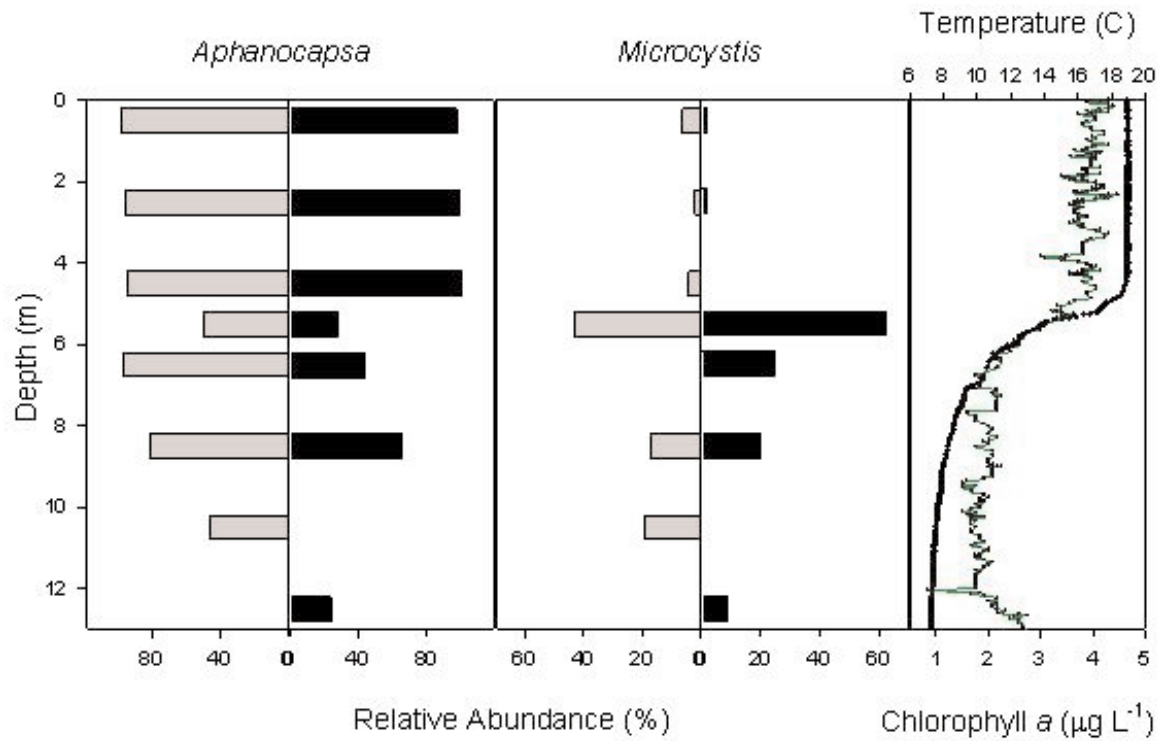 Temperature (C)
Aphanocapsa
Microcystis
6 8 10 12 14 16 18 20
0
2
4
6
8
10
12
Depth (m)
80 40 0 40 80
60 40 20 0 20 40 60
1 2 3 4 5
Relative Abundance (%)
Chlorophyll a (µg L-1)